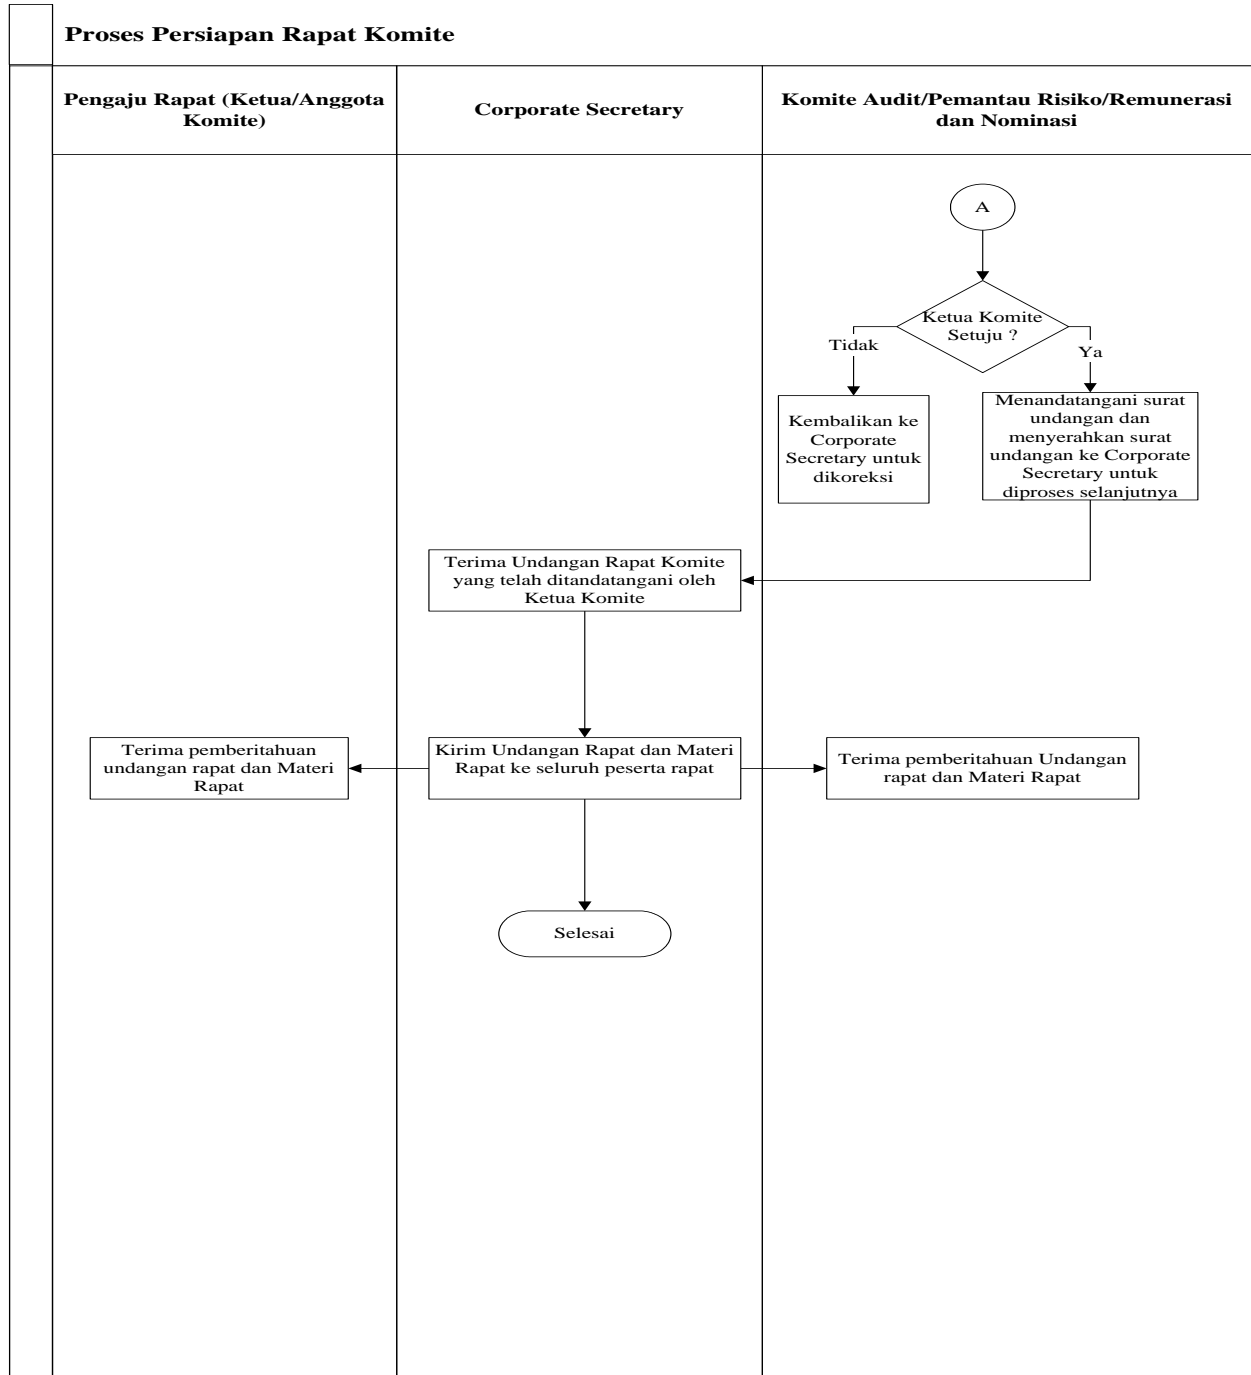 Proses Persiapan Rapat Komite
Pengaju Rapat (Ketua/Anggota
Komite)
Corporate Secretary
Komite Audit/Pemantau Risiko/Remunerasi
dan Nominasi
A
Ketua Komite
Setuju ?
Tidak
Ya
Kembalikan ke
Corporate
Secretary untuk
dikoreksi
Menandatangani surat
undangan dan
menyerahkan surat
undangan ke Corporate
Secretary untuk
diproses selanjutnya
Terima Undangan Rapat Komite
yang telah ditandatangani oleh
Ketua Komite
Terima pemberitahuan
undangan rapat dan Materi
Rapat
Kirim Undangan Rapat dan Materi
Rapat ke seluruh peserta rapat
Terima pemberitahuan Undangan
rapat dan Materi Rapat
Selesai